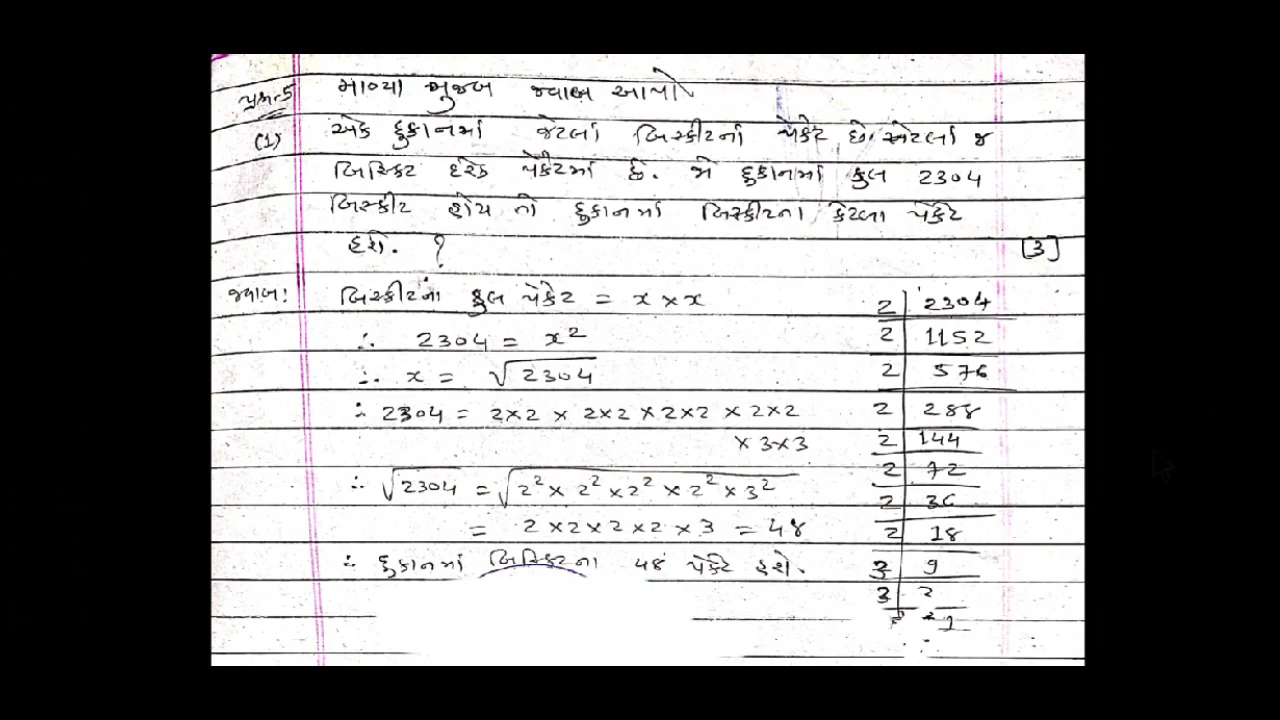 પ્રશ્ન-5 માગ્યા મુજબ જવાબ આપો.
(1) એક દુકાનમાં જેટલાં બિસ્કીટનાં પેકેટ છે. એટલાં જ
બિસ્કિટ દરેક પેકેટમાં છે. જો દુકાનમાં કુલ 2304
બિસ્કીટ હોય તો દુકાનમાં બિસ્કીટના કેટલા પેકેટ
હશે. ? [3]
જવાબ: બિસ્કીટનાં કુલ પેકેટ = x × x
∴ 2304 = x²
∴ x = √2304
∴ 2304 = 2×2 × 2×2 × 2×2 × 2×2
× 3×3
∴ √2304 = √2² × 2² × 2² × 2² × 3²
= 2 × 2 × 2 × 2 × 3 = 48
∴ દુકાનમાં બિસ્કિટના 48 પેકેટ હશે.
2 | 2304
2 | 1152
2 | 576
2 | 288
2 | 144
2 | 72
2 | 36
2 | 18
3 | 9
3
1